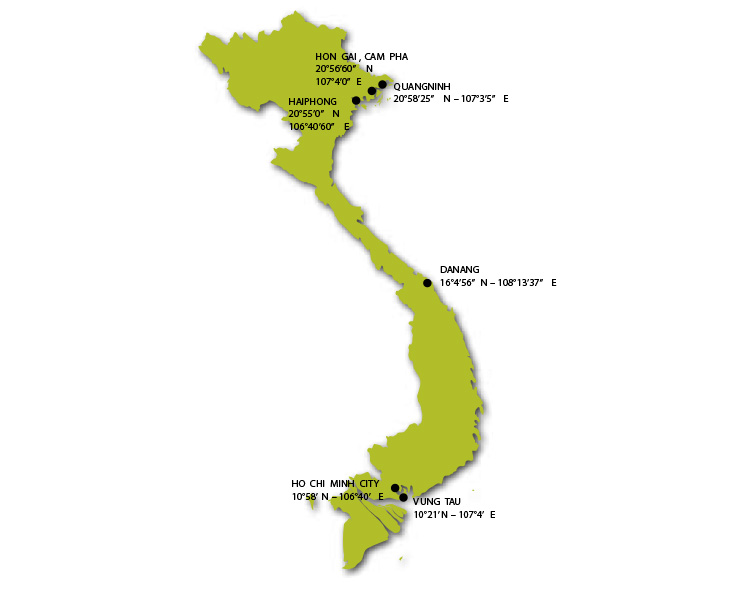 HON GAI, CAM PHA
20°56'60" N
107°4'0" E
QUANGNINH
20°58'25" N – 107°3'5" E
HAIPHONG
20°55'0" N
106°40'60" E
DANANG
16°4'56" N – 108°13'37" E
HO CHI MINH CITY
10°58' N – 106°40' E
VUNG TAU
10°21'N – 107°4' E